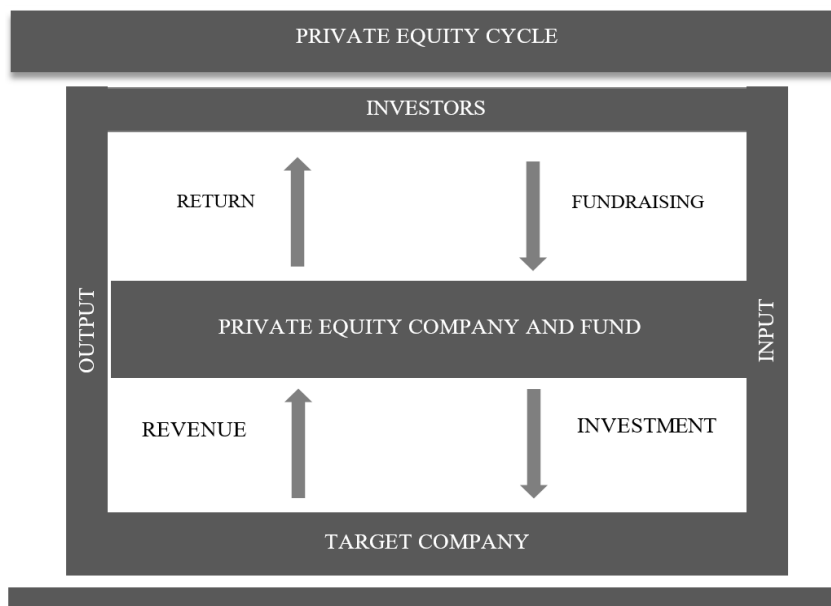 PRIVATE EQUITY CYCLE
INVESTORS
RETURN
FUNDRAISING
OUTPUT
PRIVATE EQUITY COMPANY AND FUND
INPUT
REVENUE
INVESTMENT
TARGET COMPANY